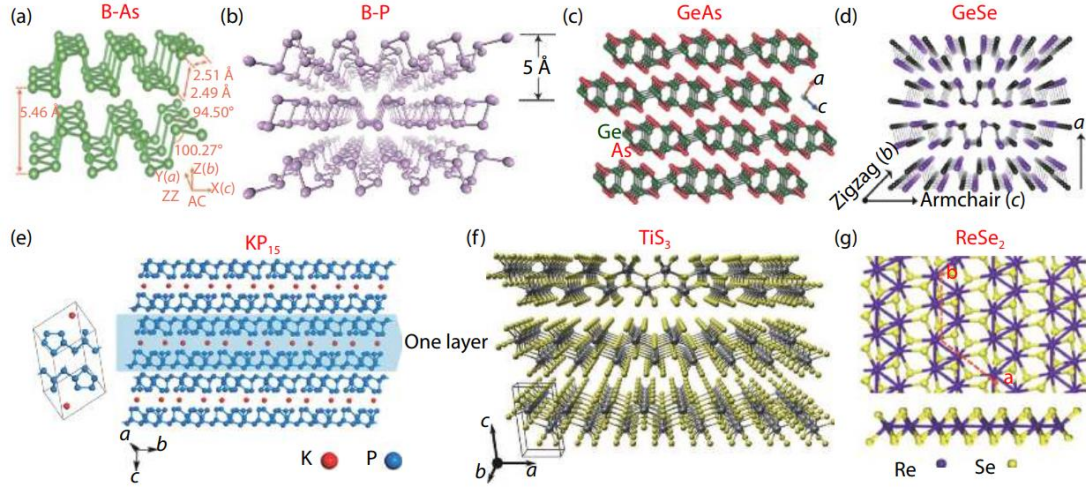 (a)
B-As
2.51 Å
2.49 Å
94.50°
5.46 Å
100.27°
Z(b)
Y(a)
X(c)
ZZ
AC
(b)
B-P
5 Å
(c)
GeAs
a
c
Ge
As
(d)
GeSe
a
Zigzag (b)
Armchair (c)
(e)
KP₁₅
One layer
a
b
c
K
P
(f)
TiS₃
c
b
a
(g)
ReSe₂
b
a
Re
Se